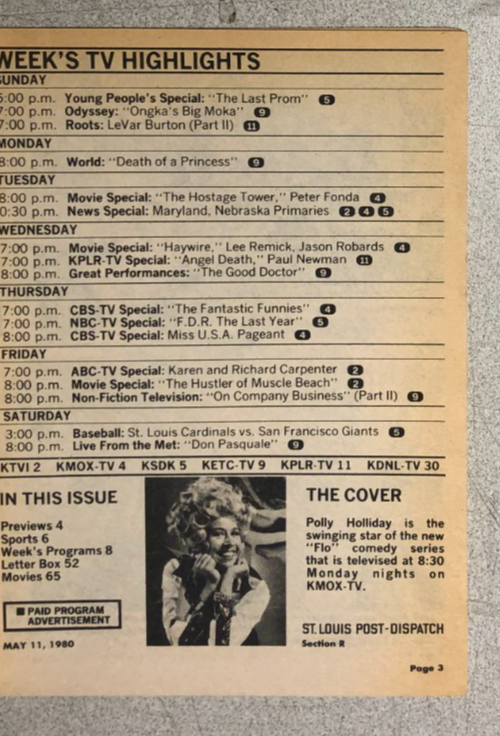 WEEK'S TV HIGHLIGHTS
SUNDAY
6:00 p.m. Young People's Special: "The Last Prom" 5
7:00 p.m. Odyssey: "Ongka's Big Moka" 9
7:00 p.m. Roots: LeVar Burton (Part II) 11
MONDAY
8:00 p.m. World: "Death of a Princess" 9
TUESDAY
8:00 p.m. Movie Special: "The Hostage Tower," Peter Fonda 4
0:30 p.m. News Special: Maryland, Nebraska Primaries 2 4 5
WEDNESDAY
7:00 p.m. Movie Special: "Haywire," Lee Remick, Jason Robards 4
7:00 p.m. KPLR-TV Special: "Angel Death," Paul Newman 11
8:00 p.m. Great Performances: "The Good Doctor" 9
THURSDAY
7:00 p.m. CBS-TV Special: "The Fantastic Funnies" 4
7:00 p.m. NBC-TV Special: "F.D.R. The Last Year" 5
8:00 p.m. CBS-TV Special: Miss U.S.A. Pageant 4
FRIDAY
7:00 p.m. ABC-TV Special: Karen and Richard Carpenter 2
8:00 p.m. Movie Special: "The Hustler of Muscle Beach" 2
8:00 p.m. Non-Fiction Television: "On Company Business" (Part II) 9
SATURDAY
3:00 p.m. Baseball: St. Louis Cardinals vs. San Francisco Giants 5
8:00 p.m. Live From the Met: "Don Pasquale" 9
KTVI 2 KMOX-TV 4 KSDK 5 KETC-TV 9 KPLR-TV 11 KDNL-TV 30
IN THIS ISSUE
Previews 4
Sports 6
Week's Programs 8
Letter Box 52
Movies 65
PAID PROGRAM
ADVERTISEMENT
MAY 11, 1980
THE COVER
Polly Holliday is the
swinging star of the new
"Flo" comedy series
that is televised at 8:30
Monday nights on
KMOX-TV.
ST. LOUIS POST-DISPATCH
Section R
Page 3